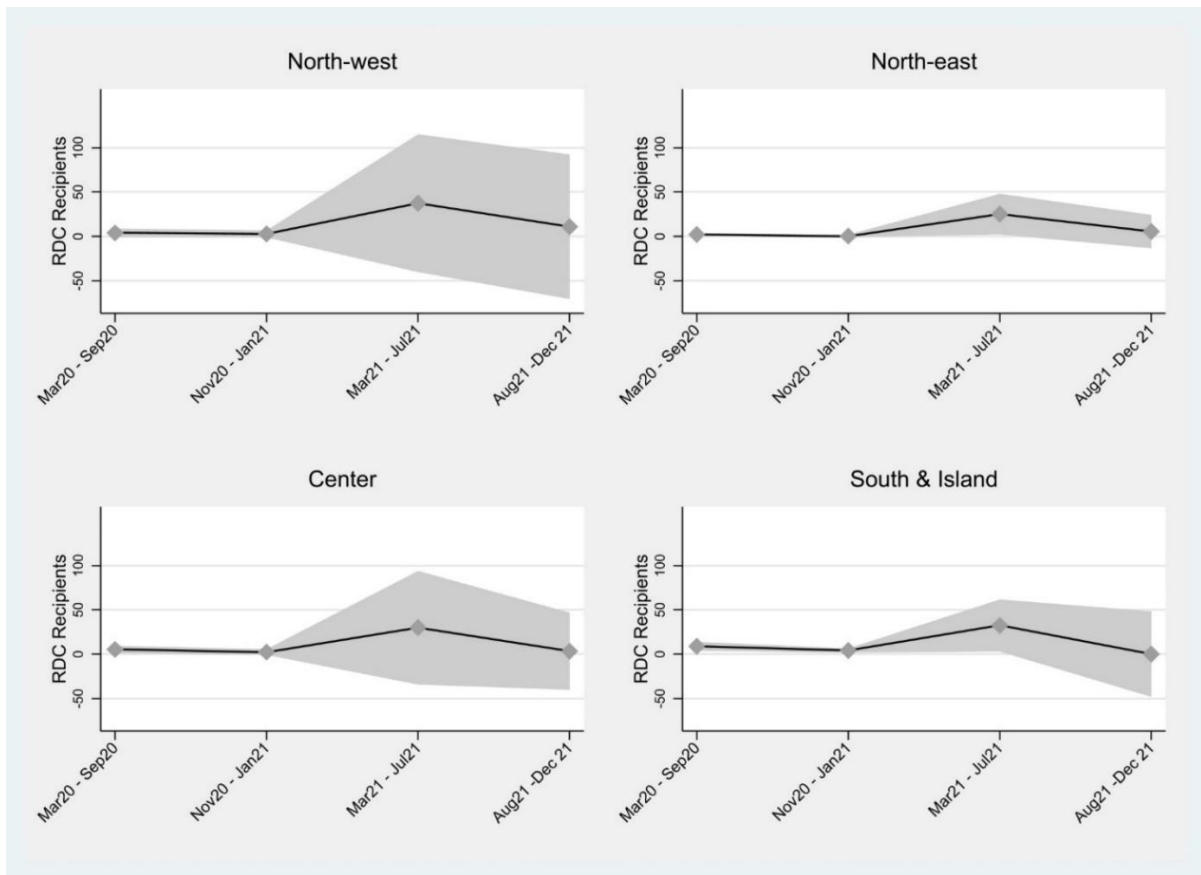 North-west
RDC Recipients
100
50
0
-50
Mar20 - Sep20
Nov20 - Jan21
Mar21 - Jul21
Aug21 -Dec 21
North-east
RDC Recipients
100
50
0
-50
Mar20 - Sep20
Nov20 - Jan21
Mar21 - Jul21
Aug21 -Dec 21
Center
RDC Recipients
100
50
0
-50
Mar20 - Sep20
Nov20 - Jan21
Mar21 - Jul21
Aug21 -Dec 21
South & Island
RDC Recipients
100
50
0
-50
Mar20 - Sep20
Nov20 - Jan21
Mar21 - Jul21
Aug21 -Dec 21